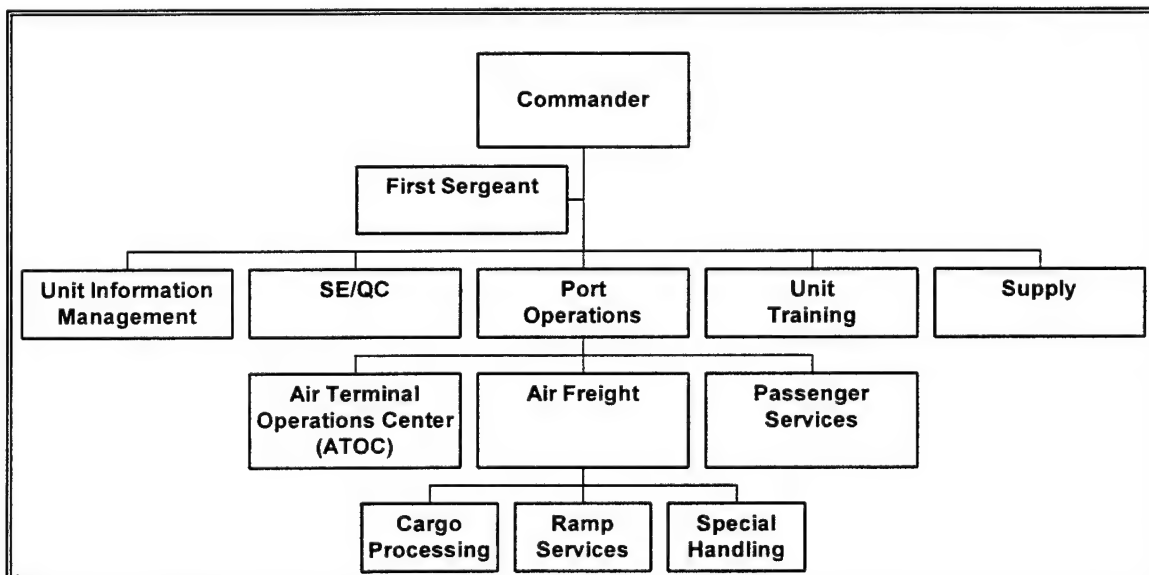 Commander
First Sergeant
Unit Information
Management
SE/QC
Port
Operations
Unit
Training
Supply
Air Terminal
Operations Center
(ATOC)
Air Freight
Passenger
Services
Cargo
Processing
Ramp
Services
Special
Handling